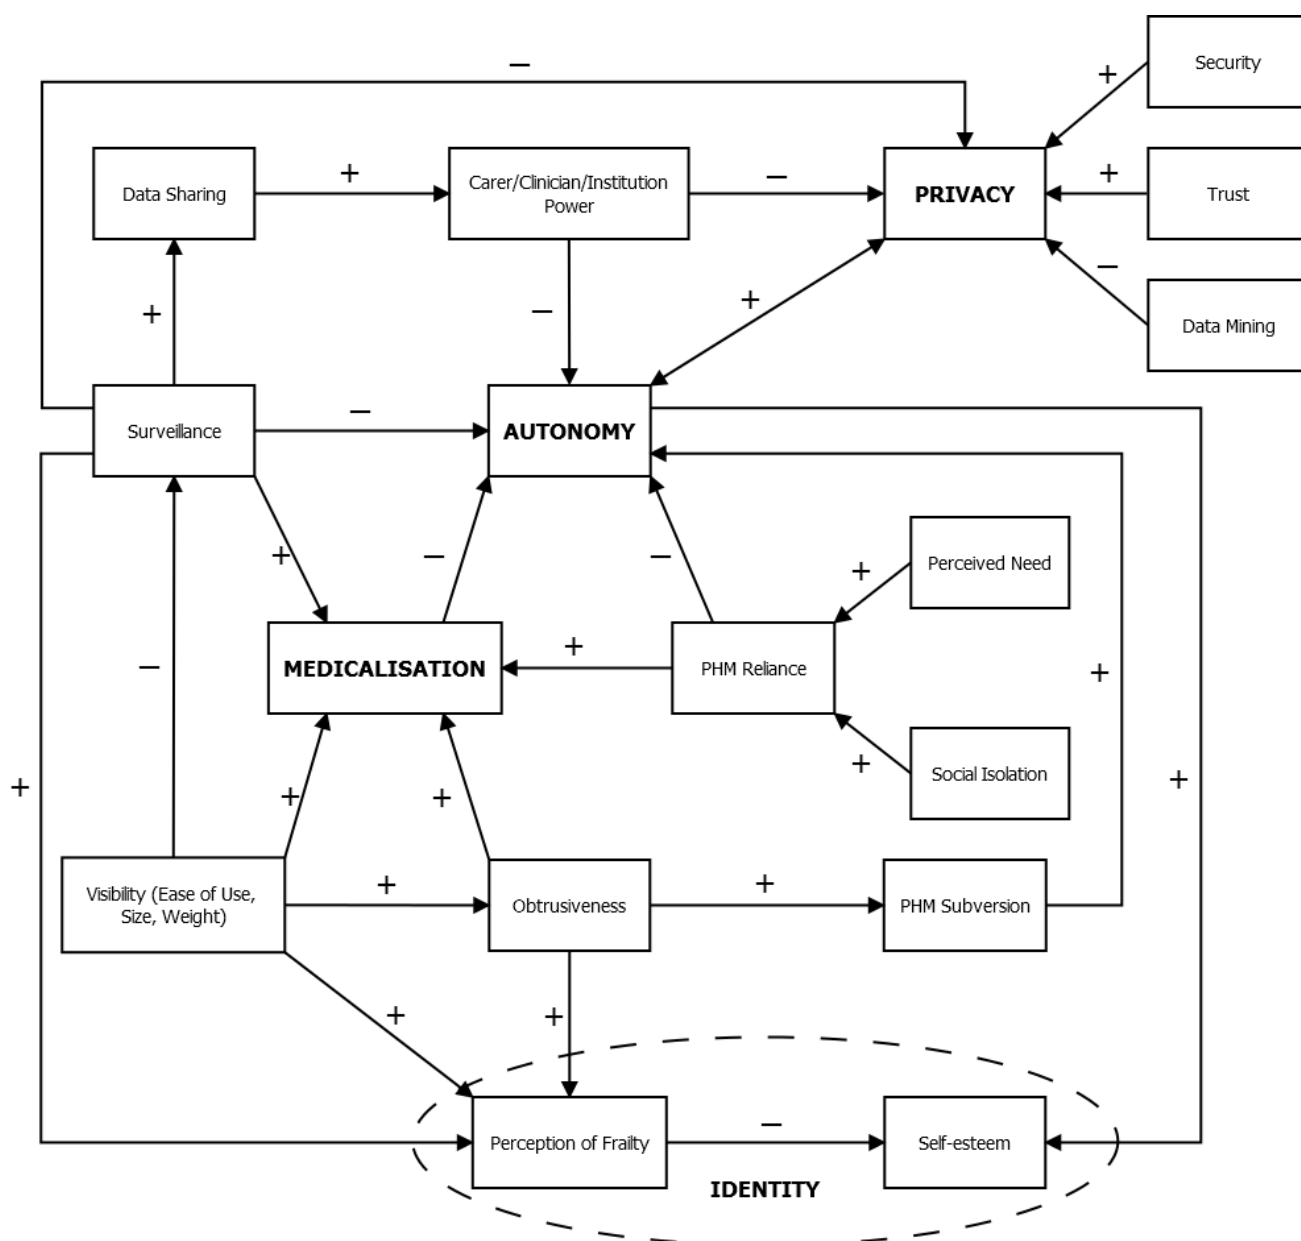 −
Security
+
Data Sharing
+
Carer/Clinician/Institution
Power
−
PRIVACY
+
Trust
−
Data Mining
+
+
−
Surveillance
−
AUTONOMY
+
−
−
Perceived Need
+
MEDICALISATION
+
PHM Reliance
−
+
+
Social Isolation
+
+
+
+
Visibility (Ease of Use,
Size, Weight)
+
Obtrusiveness
+
PHM Subversion
+
+
Perception of Frailty
−
Self-esteem
IDENTITY